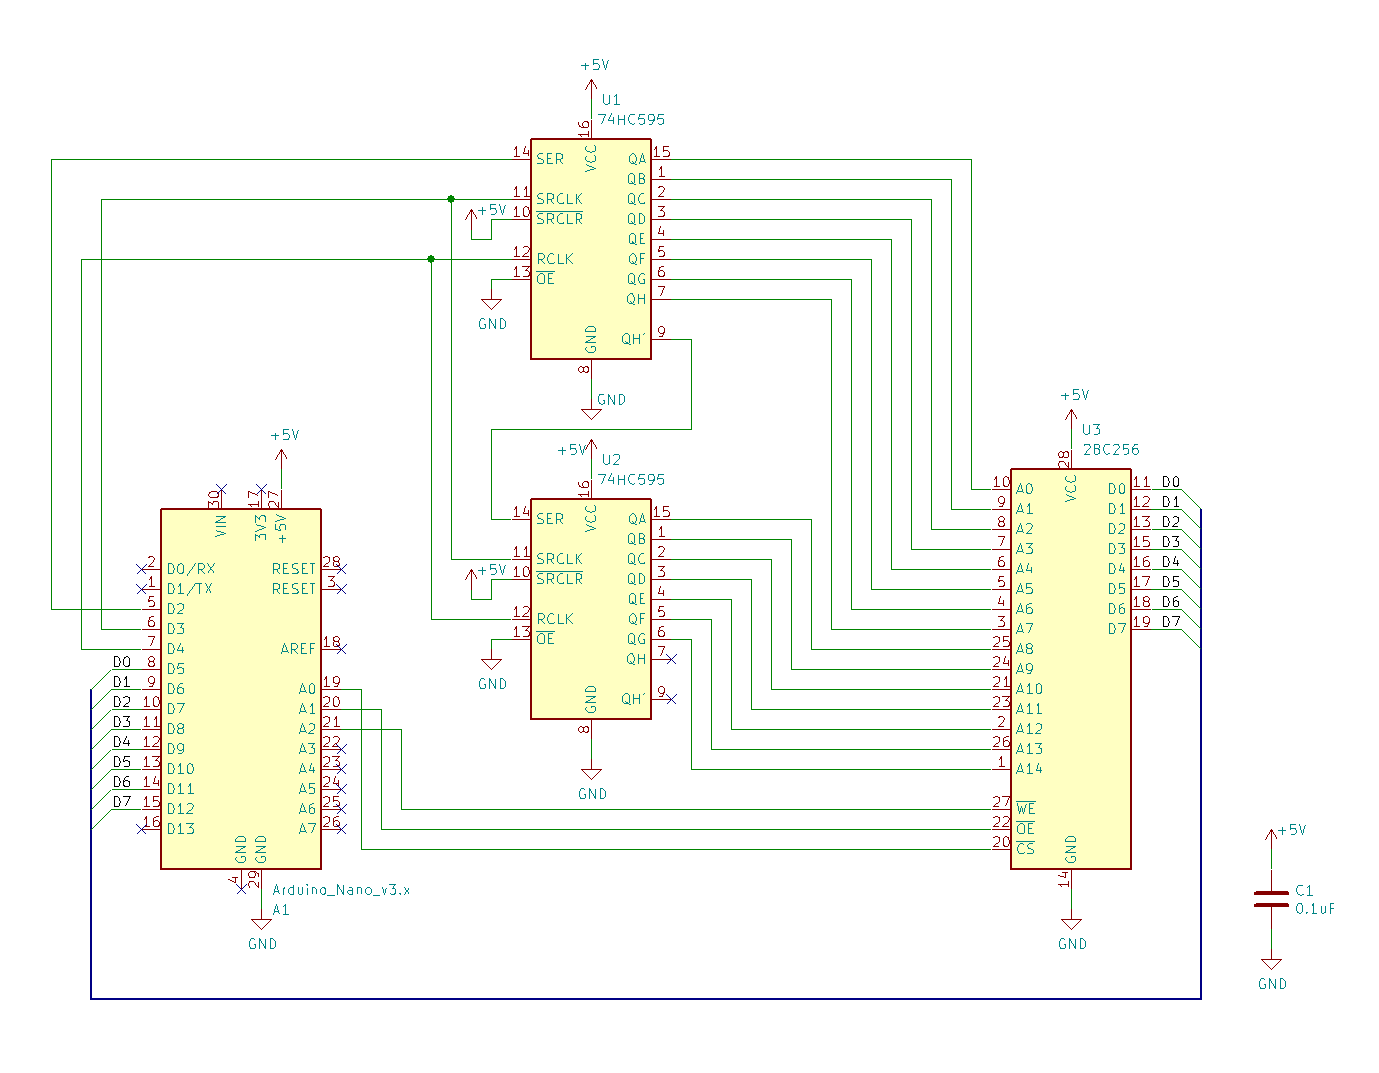 +5V
U1
74HC595
16
VCC
14 SER
11 SRCLK
+5V
10 SRCLR
12 RCLK
13 OE
GND
QA 15
QB 1
QC 2
QD 3
QE 4
QF 5
QG 6
QH 7
QH' 9
GND
8
GND
+5V
U2
74HC595
16
VCC
14 SER
11 SRCLK
+5V
10 SRCLR
12 RCLK
13 OE
GND
QA 15
QB 1
QC 2
QD 3
QE 4
QF 5
QG 6
QH 7
QH' 9
GND
8
GND
+5V
30 17 27
VIN 3V3 +5V
2 D0/RX
1 D1/TX
5 D2
6 D3
7 D4
D0 8 D5
D1 9 D6
D2 10 D7
D3 11 D8
D4 12 D9
D5 13 D10
D6 14 D11
D7 15 D12
16 D13
RESET 28
RESET 3
AREF 18
A0 19
A1 20
A2 21
A3 22
A4 23
A5 24
A6 25
A7 26
GND GND
4 29
Arduino_Nano_v3.x
A1
GND
+5V
U3
28C256
28
VCC
10 A0
9 A1
8 A2
7 A3
6 A4
5 A5
4 A6
3 A7
25 A8
24 A9
21 A10
23 A11
2 A12
26 A13
1 A14
27 WE
22 OE
20 CS
D0 11 D0
D1 12 D1
D2 13 D2
D3 15 D3
D4 16 D4
D5 17 D5
D6 18 D6
D7 19 D7
GND
14
GND
+5V
C1
0.1uF
GND